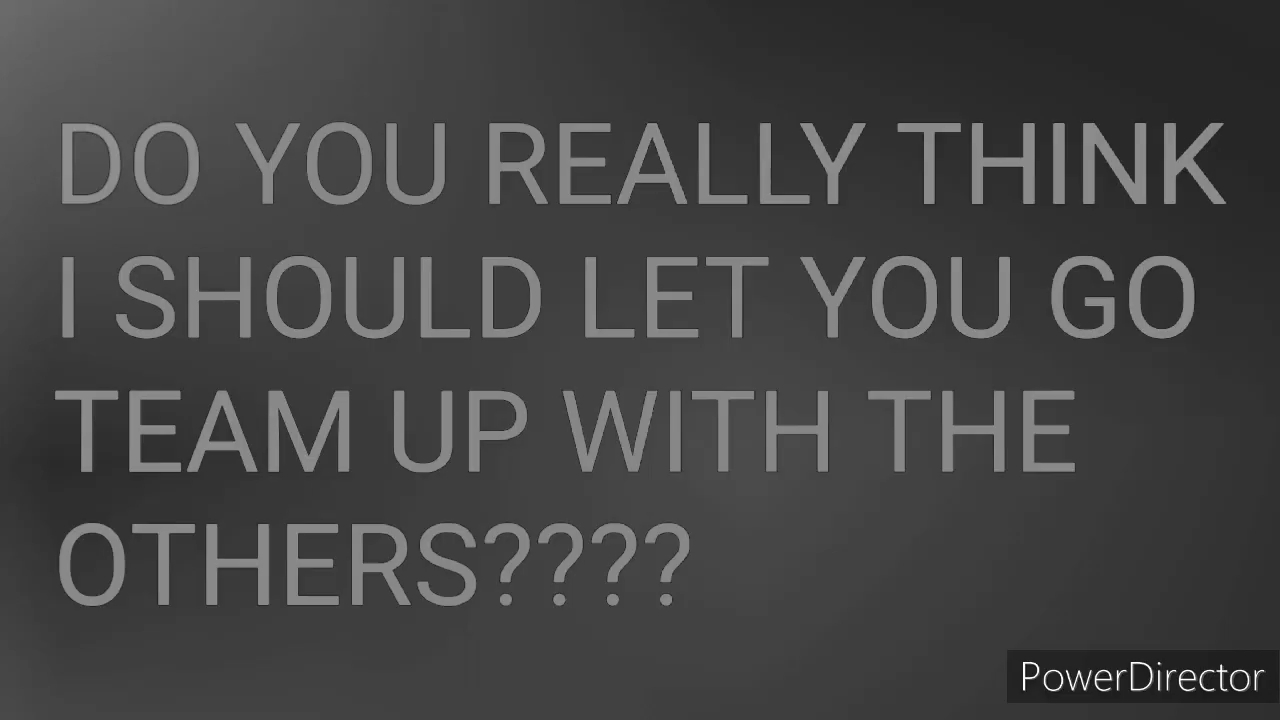 DO YOU REALLY THINK
I SHOULD LET YOU GO
TEAM UP WITH THE
OTHERS????
PowerDirector